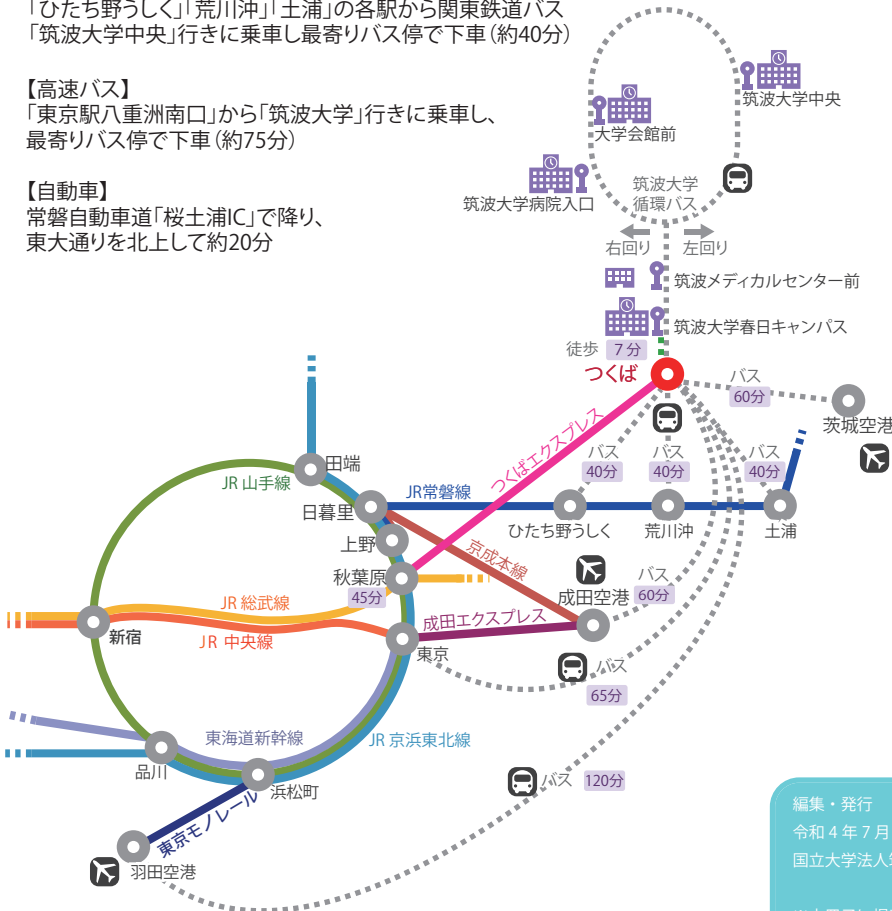 「ひたち野うしく」「荒川沖」「土浦」の各駅から関東鉄道バス
「筑波大学中央」行きに乗車し最寄りバス停で下車(約40分)
【高速バス】
「東京駅八重洲南口」から「筑波大学」行きに乗車し、
最寄りバス停で下車(約75分)
【自動車】
常磐自動車道「桜土浦IC」で降り、
東大通りを北上して約20分
筑波大学中央
大学会館前
筑波大学病院入口
筑波大学
循環バス
右回り
左回り
筑波メディカルセンター前
筑波大学春日キャンパス
徒歩 7分
つくば
バス
60分
茨城空港
つくばエクスプレス
バス
40分
バス
40分
バス
40分
田端
JR 山手線
日暮里
JR常磐線
ひたち野うしく
荒川沖
土浦
上野
京成本線
秋葉原
45分
成田空港
バス
60分
JR 総武線
成田エクスプレス
新宿
JR 中央線
東京
バス
65分
東海道新幹線
JR 京浜東北線
品川
浜松町
バス 120分
東京モノレール
羽田空港
編集・発行
令和 4 年 7 月
国立大学法人